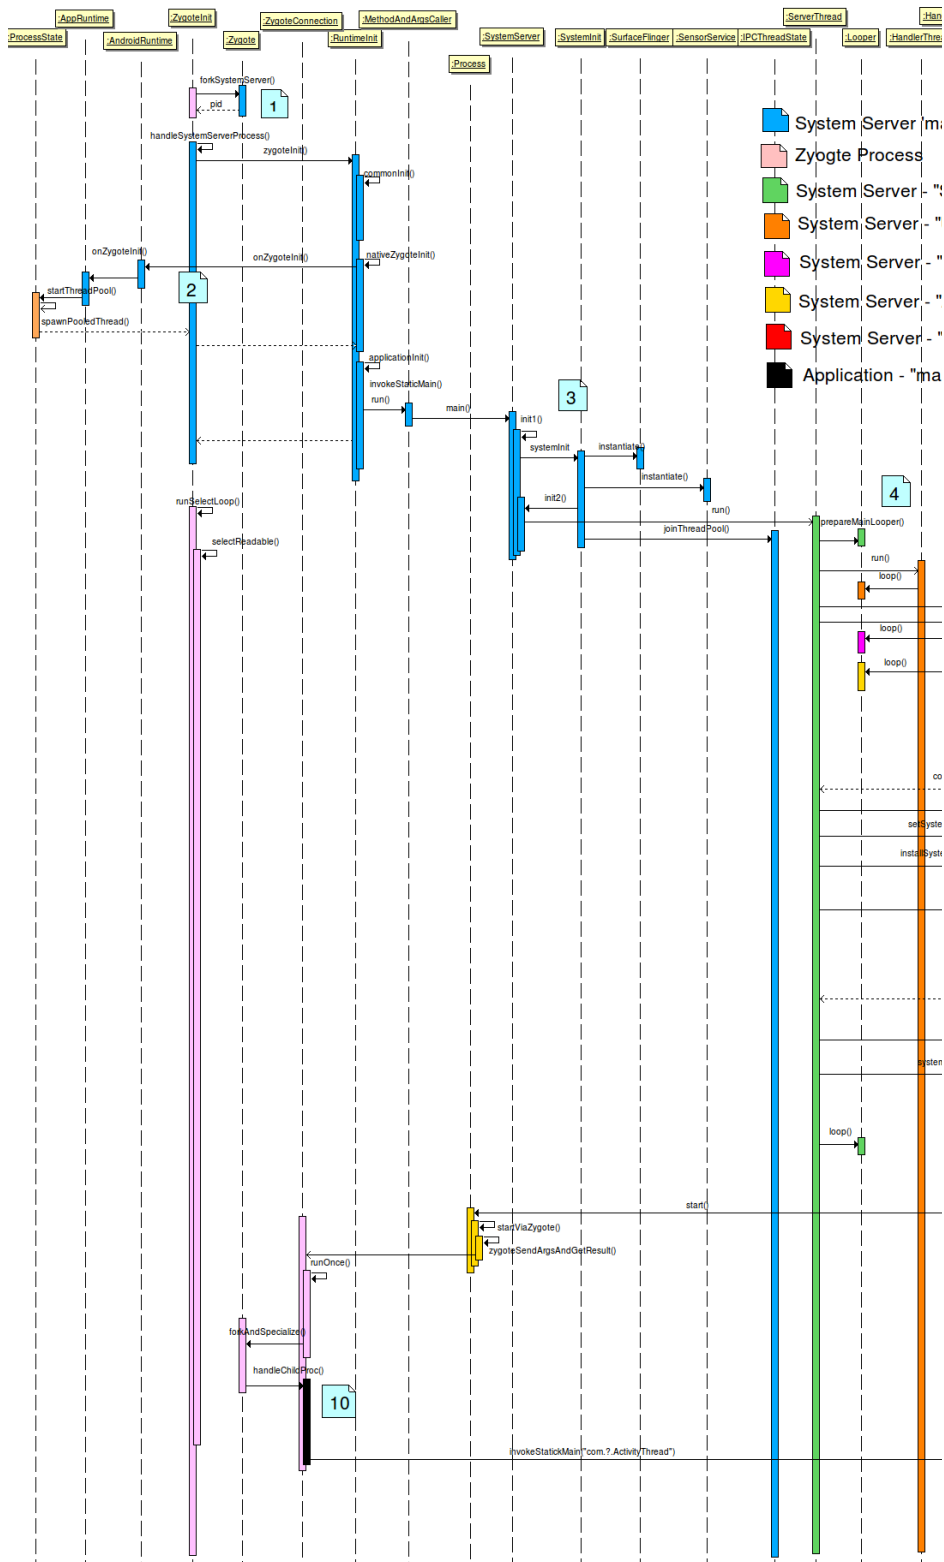 :AppRuntime
:ZygoteInit
:ZygoteConnection
:MethodAndArgsCaller
:ServerThread
:ProcessState
:AndroidRuntime
:Zygote
:RuntimeInit
:SystemServer
:SystemInit
:SurfaceFlinger
:SensorService
:IPCThreadState
:Looper
:Process
forkSystemServer()
pid
1
handleSystemServerProcess()
zygoteInit()
commonInit()
System Server
Zyogte Process
System Server -
System Server -
System Server -
System Server -
System Server -
Application -
onZygoteInit()
onZygoteInit()
nativeZygoteInit()
2
startThreadPool()
spawnPooledThread()
applicationInit()
invokeStaticMain()
run()
main()
3
init1()
systemInit
instantiate()
instantiate()
4
init2()
run()
joinThreadPool()
prepareMainLooper()
runSelectLoop()
selectReadable()
run()
loop()
loop()
loop()
loop()
start()
startViaZygote()
zygoteSendArgsAndGetResult()
runOnce()
forkAndSpecialize()
handleChildProc()
10
invokeStatickMain("com.?.ActivityThread")